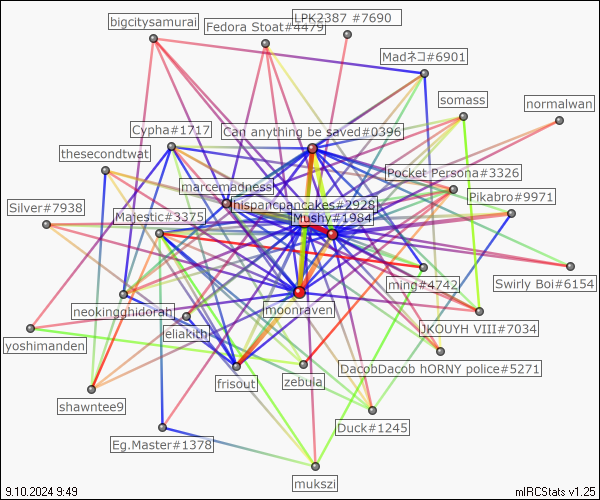 LPK2387 #7690
bigcitysamurai
Fedora Stoat#4479
Madネコ#6901
somass
normalwan
Cypha#1717
Can anything be saved#0396
thesecondtwat
Pocket Persona#3326
marcemadness
Pikabro#9971
hispanicpancakes#2928
Silver#7938
Majestic#3375
Mushy#1984
ming#4742
Swirly Boi#6154
neokingghidorah
moonraven
JKOUYH VIII#7034
eliakith
yoshimanden
DacobDacob hORNY police#5271
frisout
zebula
shawntee9
Duck#1245
Eg.Master#1378
mukszi
9.10.2024 9:49
mIRCStats v1.25